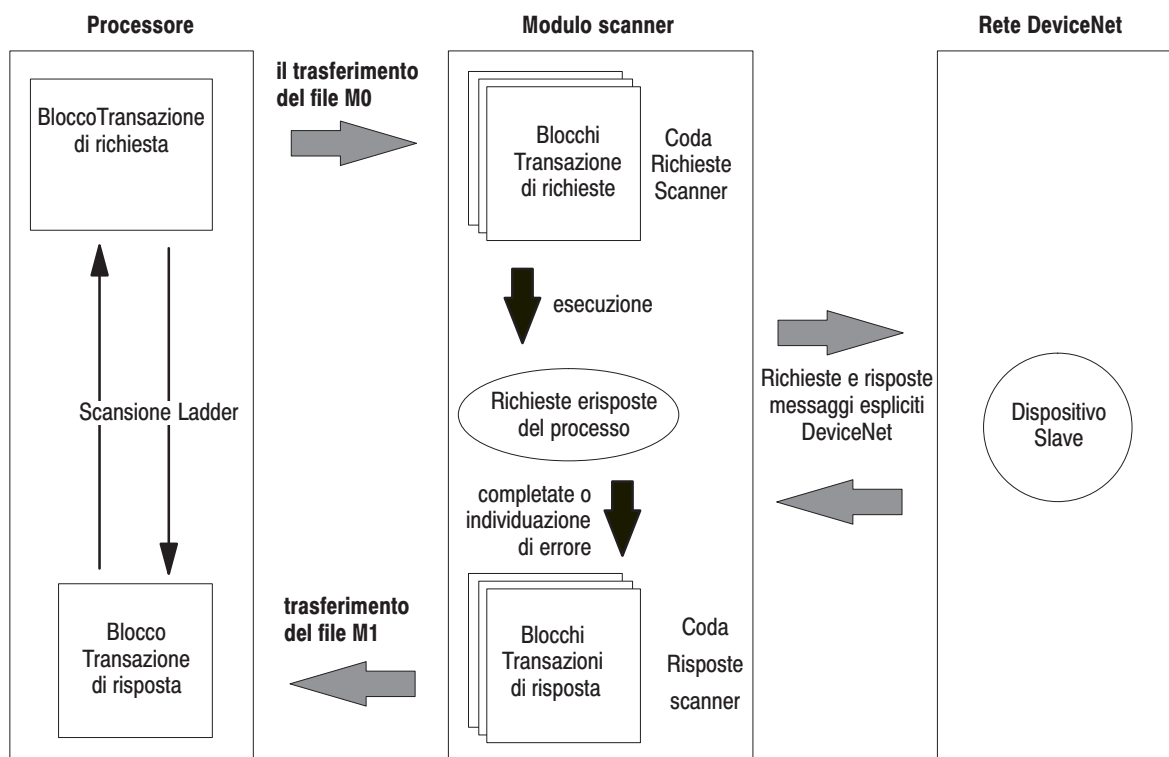 Processore
Modulo scanner
Rete DeviceNet
BloccoTransazione
di richiesta
il trasferimento
del file M0
Blocchi
Transazione
di richieste
Coda
Richieste
Scanner
esecuzione
Scansione Ladder
Richieste erisposte
del processo
Richieste e risposte
messaggi espliciti
DeviceNet
Dispositivo
Slave
completate o
individuazione
di errore
Blocco
Transazione
di risposta
trasferimento
del file M1
Blocchi
Transazioni
di risposta
Coda
Risposte
scanner